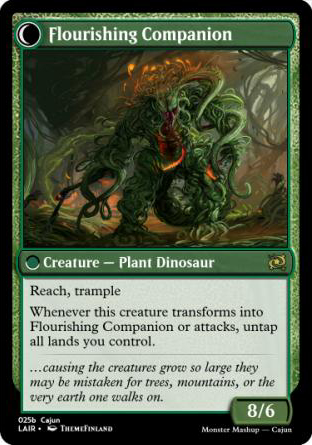 Flourishing Companion
Creature — Plant Dinosaur
Reach, trample
Whenever this creature transforms into
Flourishing Companion or attacks, untap
all lands you control.
…causing the creatures grow so large they
may be mistaken for trees, mountains, or the
very earth one walks on.
8/6
025b Cajun
LAIR • ThemeFinland
Monster Mashup — Cajun